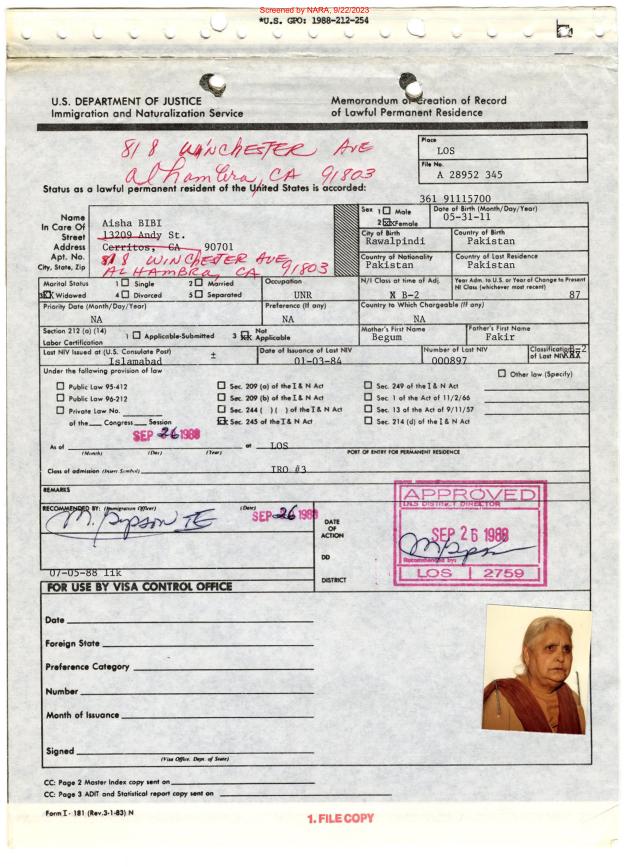 Screened by NARA, 9/22/2023
*U.S. GPO: 1988-212-254
U.S. DEPARTMENT OF JUSTICE
Immigration and Naturalization Service
Memorandum of Creation of Record
of Lawful Permanent Residence
818 WINCHESTER AVE
alhambra, CA 91803
Place
LOS
File No.
A 28952 345
Status as a lawful permanent resident of the United States is accorded:
361 91115700
Name
In Care Of
Street
Address
Apt. No.
City, State, Zip
Aisha BIBI
13209 Andy St.
Cerritos, CA 90701
818 WINCHESTER AVE,
ALHAMBRA, CA 91803
Sex 1 Male
2 XX Female
Date of Birth (Month/Day/Year)
05-31-11
City of Birth
Rawalpindi
Country of Birth
Pakistan
Country of Nationality
Pakistan
Country of Last Residence
Pakistan
Marital Status 1 Single 2 Married
3 XX Widowed 4 Divorced 5 Separated
Occupation
UNR
N/I Class at time of Adj.
X B-2
Year Adm. to U.S. or Year of Change to Present
NI Class (whichever most recent)
87
Priority Date (Month/Day/Year)
NA
Preference (If any)
NA
Country to Which Chargeable (If any)
NA
Section 212 (a) (14)
Labor Certification
1 Applicable-Submitted 3 XX Not Applicable
Mother's First Name
Begum
Father's First Name
Fakir
Last NIV Issued at (U.S. Consulate Post)
Islamabad
±
Date of Issuance of Last NIV
01-03-84
Number of Last NIV
000897
Classification
of Last NIV
B-2
XXX
Under the following provision of law
Other law (Specify)
Public Law 95-412
Public Law 96-212
Private Law No.
of the Congress, Session
Sec. 209 (a) of the I & N Act
Sec. 209 (b) of the I & N Act
Sec. 244 ( ) ( ) of the I & N Act
XX Sec. 245 of the I & N Act
Sec. 249 of the I & N Act
Sec. 1 of the Act of 11/2/66
Sec. 13 of the Act of 9/11/57
Sec. 214 (d) of the I & N Act
SEP 26 1988
As of at LOS
(Month) (Day) (Year)
PORT OF ENTRY FOR PERMANENT RESIDENCE
Class of admission (Insert Symbol) IRO #3
REMARKS
RECOMMENDED BY: (Immigration Officer) (Date)
SEP 26 1988
07-05-88 11k
DATE
OF
ACTION
DD
DISTRICT
APPROVED
I.N.S DISTRICT DIRECTOR
SEP 26 1988
Recommended by:
LOS 2759
FOR USE BY VISA CONTROL OFFICE
Date
Foreign State
Preference Category
Number
Month of Issuance
Signed
(Visa Office. Dept. of State)
CC: Page 2 Master Index copy sent on
CC: Page 3 ADIT and Statistical report copy sent on
Form I - 181 (Rev.3-1-83) N
1. FILE COPY